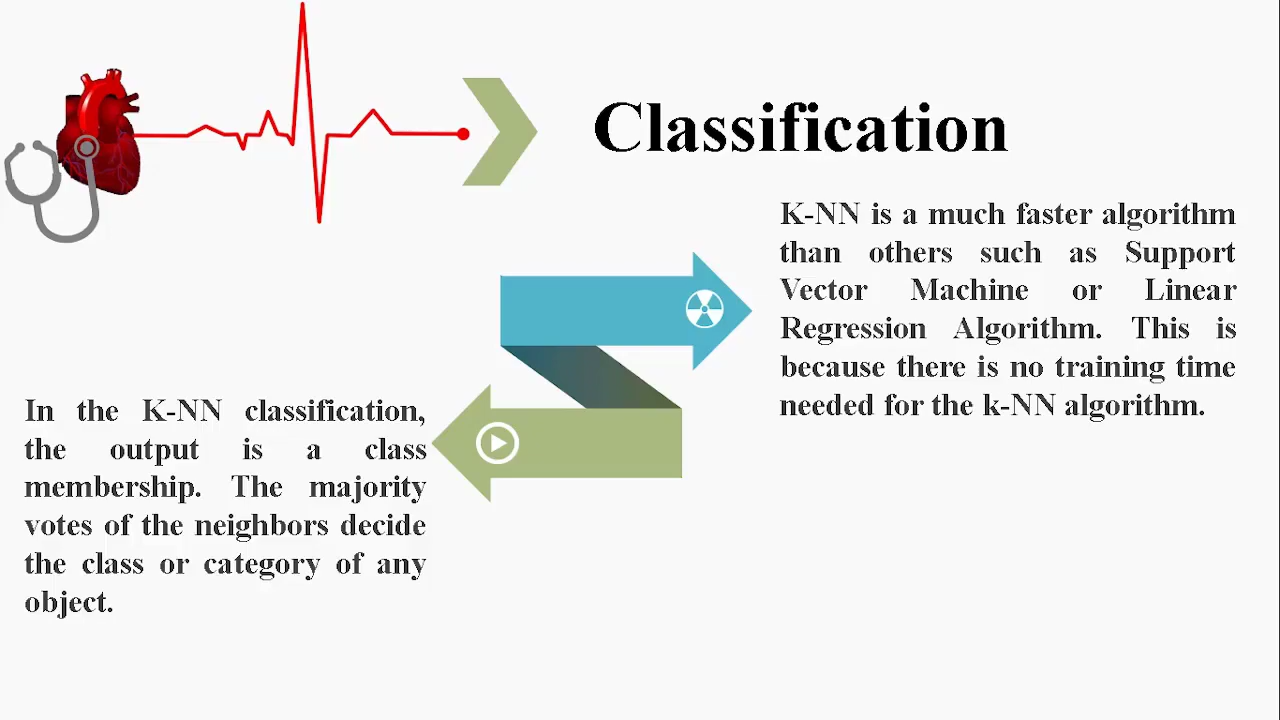 Classification
K-NN is a much faster algorithm
than others such as Support
Vector Machine or Linear
Regression Algorithm. This is
because there is no training time
needed for the k-NN algorithm.
In the K-NN classification,
the output is a class
membership. The majority
votes of the neighbors decide
the class or category of any
object.